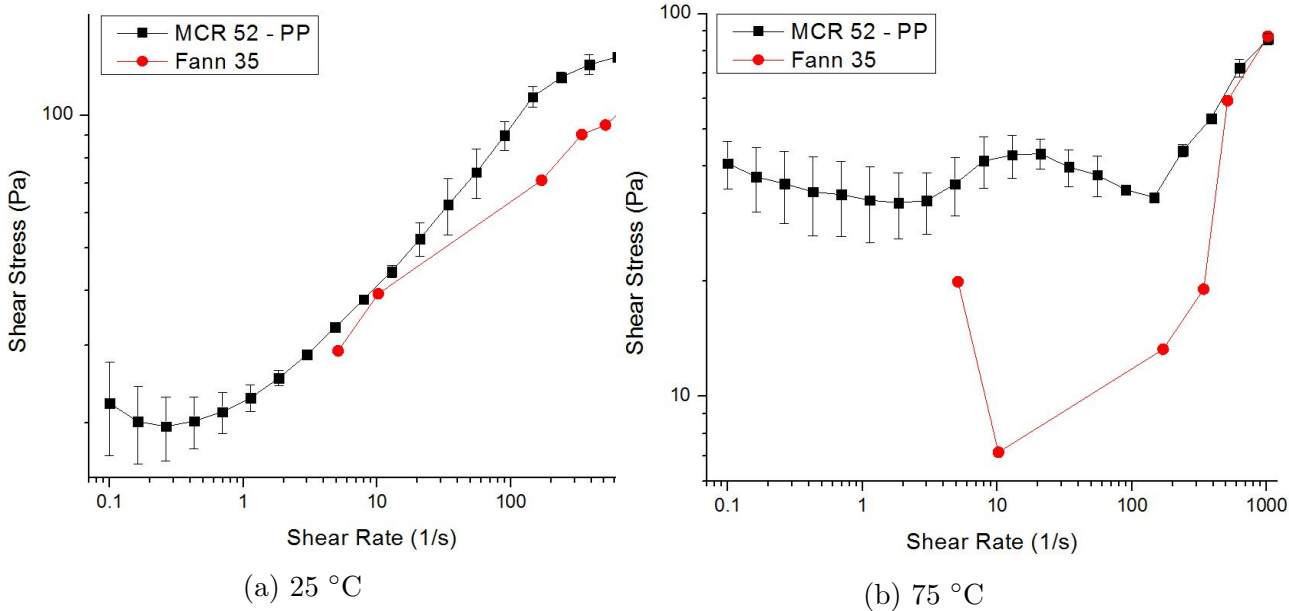 MCR 52 - PP
Fann 35
100
Shear Stress (Pa)
0.1
1
10
100
Shear Rate (1/s)
(a) 25 °C
100
MCR 52 - PP
Fann 35
10
Shear Stress (Pa)
0.1
1
10
100
1000
Shear Rate (1/s)
(b) 75 °C